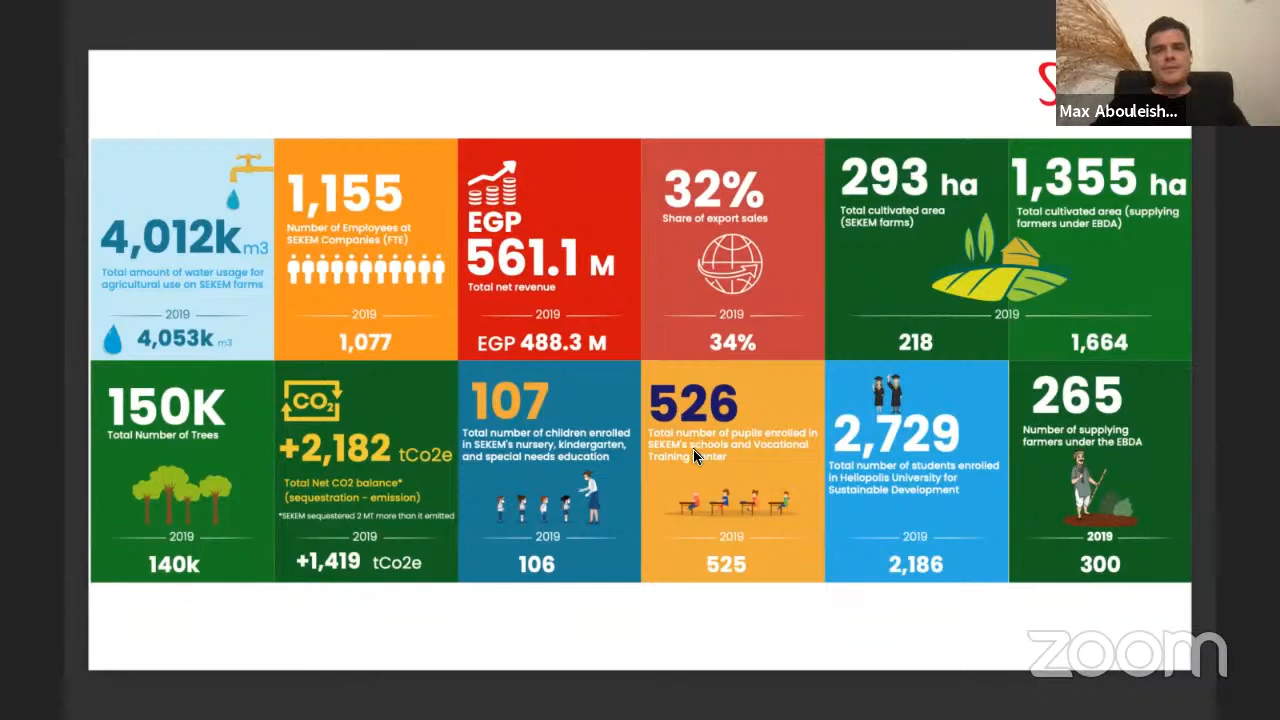 Max Abouleish...
4,012k m3
Total amount of water usage for
agricultural use on SEKEM farms
2019
4,053k m3
1,155
Number of Employees at
SEKEM Companies (FTE)
2019
1,077
EGP
561.1 M
Total net revenue
2019
EGP 488.3 M
32%
Share of export sales
2019
34%
293 ha
Total cultivated area
(SEKEM farms)
1,355 ha
Total cultivated area (supplying
farmers under EBDA)
2019
218
1,664
150K
Total Number of Trees
2019
140k
CO2
+2,182 tCo2e
Total Net CO2 balance*
(sequestration - emission)
*SEKEM sequestered 2 MT more than it emitted
2019
+1,419 tCo2e
107
Total number of children enrolled
in SEKEM's nursery, kindergarten,
and special needs education
2019
106
526
Total number of pupils enrolled in
SEKEM's schools and Vocational
Training Center
2019
525
2,729
Total number of students enrolled
in Heliopolis University for
Sustainable Development
2019
2,186
265
Number of supplying
farmers under the EBDA
2019
300
zoom